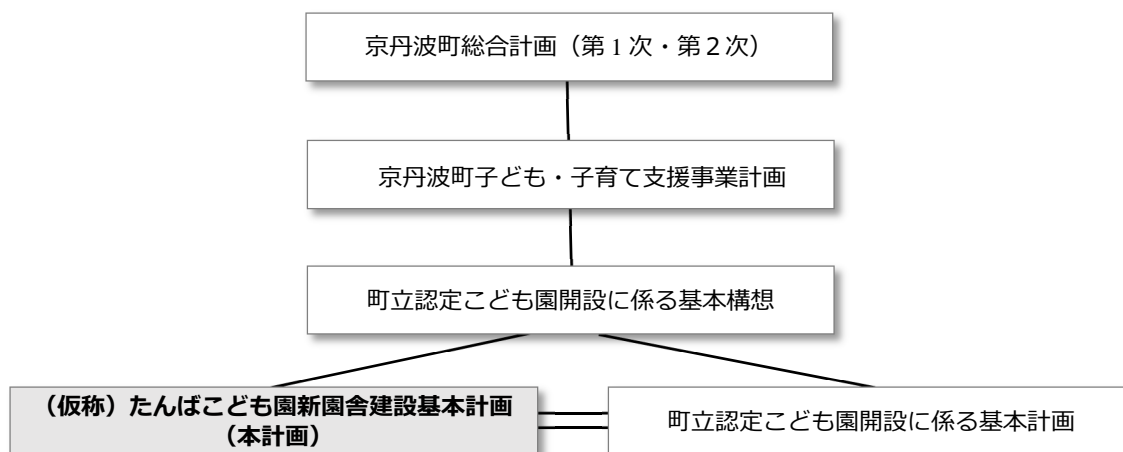 京丹波町総合計画（第１次・第２次）
京丹波町子ども・子育て支援事業計画
町立認定こども園開設に係る基本構想
（仮称）たんばこども園新園舎建設基本計画
（本計画）
町立認定こども園開設に係る基本計画